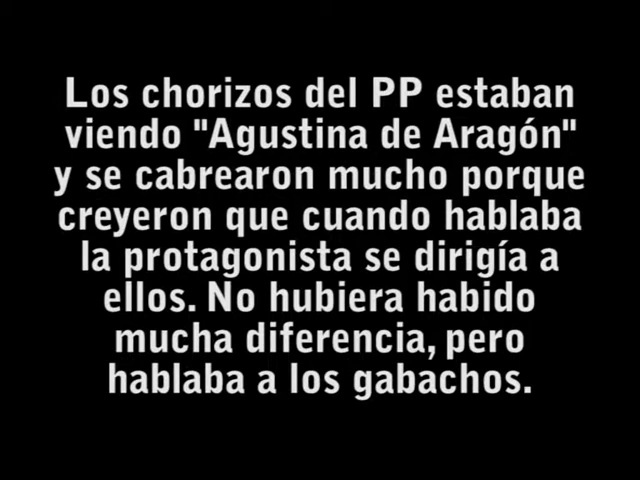 Los chorizos del PP estaban
viendo "Agustina de Aragón"
y se cabrearon mucho porque
creyeron que cuando hablaba
la protagonista se dirigía a
ellos. No hubiera habido
mucha diferencia, pero
hablaba a los gabachos.